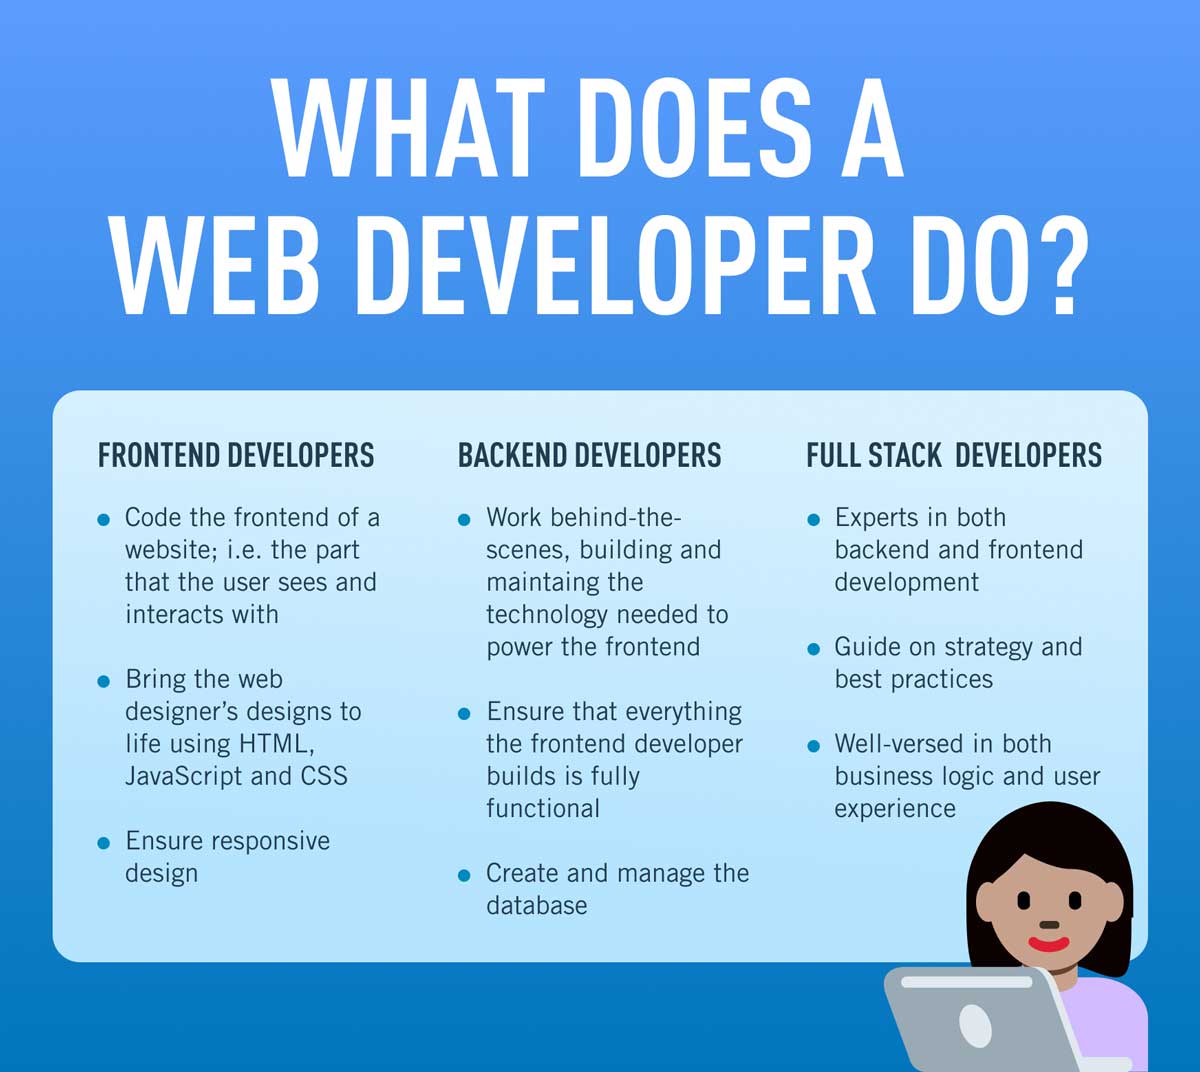 WHAT DOES A
WEB DEVELOPER DO?
FRONTEND DEVELOPERS
Code the frontend of a
website; i.e. the part
that the user sees and
interacts with
Bring the web
designer’s designs to
life using HTML,
JavaScript and CSS
Ensure responsive
design
BACKEND DEVELOPERS
Work behind-the-
scenes, building and
maintaing the
technology needed to
power the frontend
Ensure that everything
the frontend developer
builds is fully
functional
Create and manage the
database
FULL STACK DEVELOPERS
Experts in both
backend and frontend
development
Guide on strategy and
best practices
Well-versed in both
business logic and user
experience